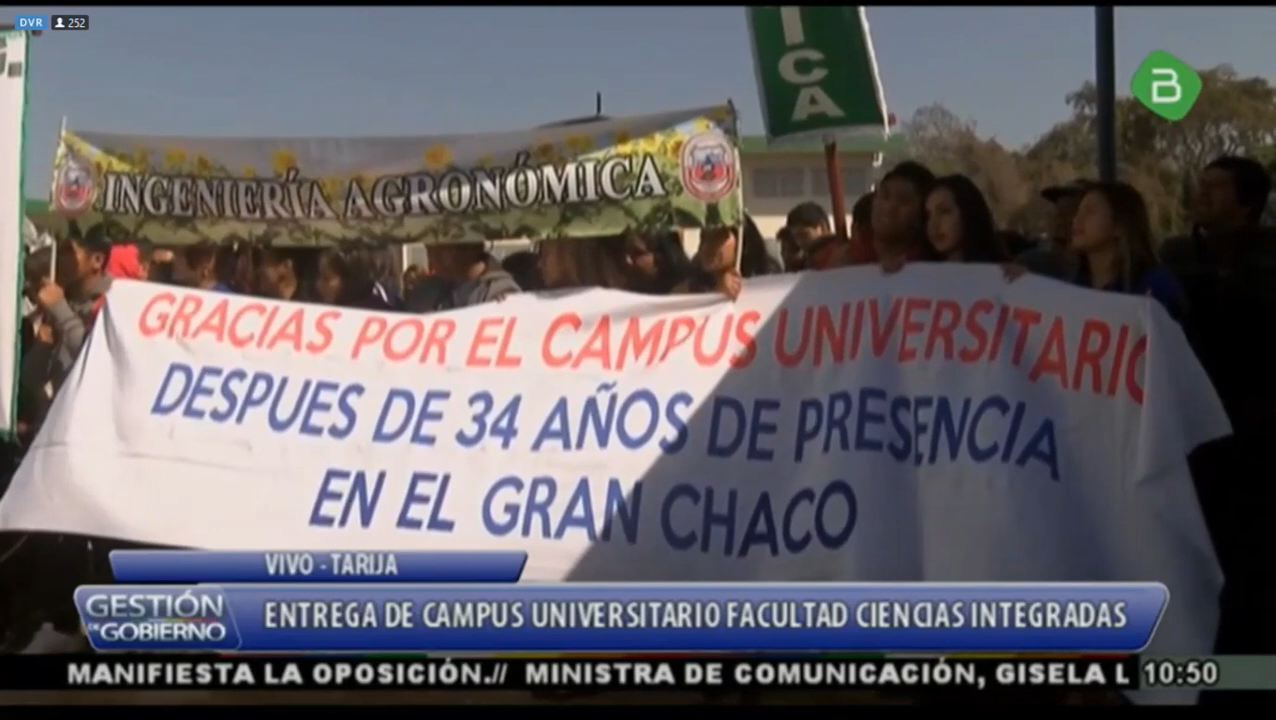 DVR 252
ICA
B
INGENIERÍA AGRONÓMICA
GRACIAS POR EL CAMPUS UNIVERSITARIO
DESPUES DE 34 AÑOS DE PRESENCIA
EN EL GRAN CHACO
VIVO - TARIJA
GESTIÓN
DE GOBIERNO
ENTREGA DE CAMPUS UNIVERSITARIO FACULTAD CIENCIAS INTEGRADAS
MANIFIESTA LA OPOSICIÓN.// MINISTRA DE COMUNICACIÓN, GISELA L
10:50